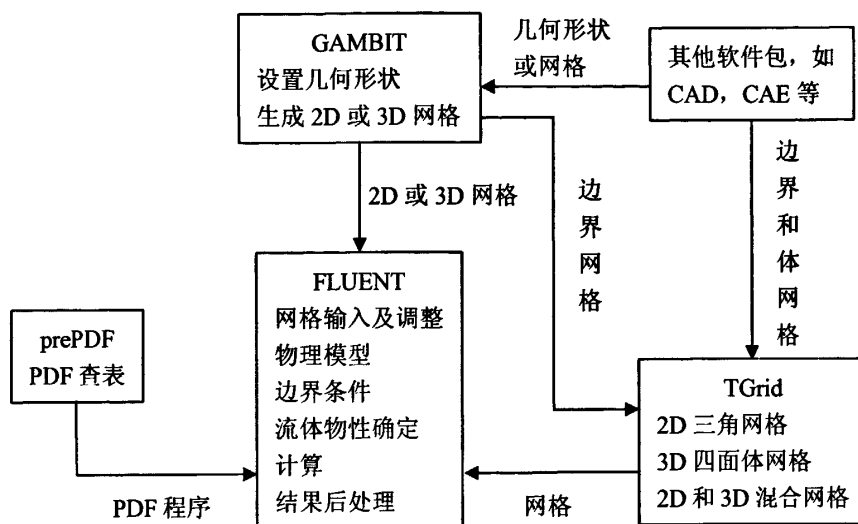 GAMBIT
设置几何形状
生成 2D 或 3D 网格
几何形状
或网格
其他软件包，如
CAD，CAE 等
2D 或 3D 网格
边界网格
边界和体网格
FLUENT
网格输入及调整
物理模型
边界条件
流体物性确定
计算
结果后处理
prePDF
PDF 查表
PDF 程序
TGrid
2D 三角网格
3D 四面体网格
2D 和 3D 混合网格
网格